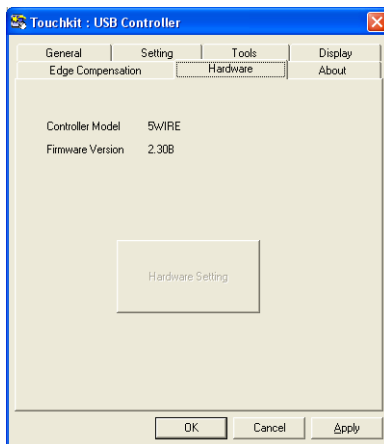 Touchkit : USB Controller
General Setting Tools Display
Edge Compensation Hardware About
Controller Model 5WIRE
Firmware Version 2.30B
Hardware Setting
OK Cancel Apply